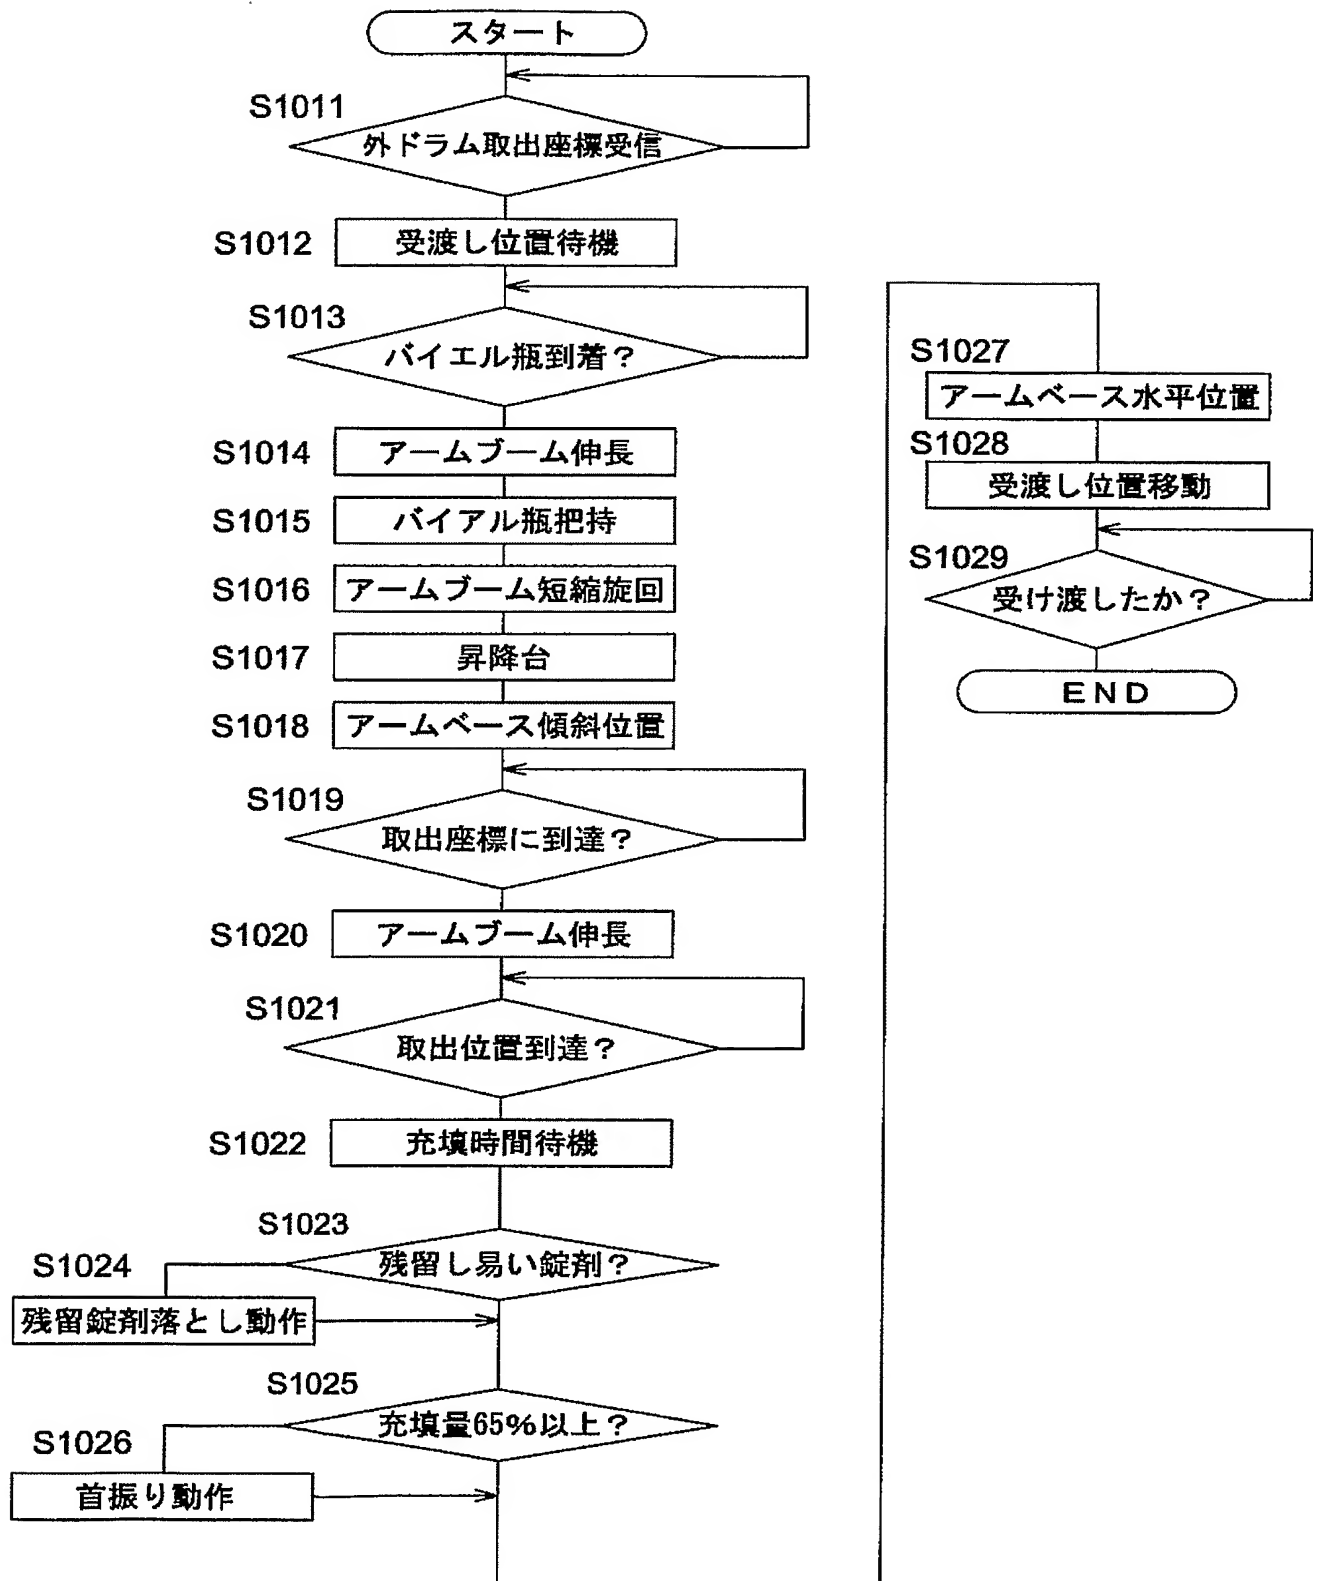 スタート
S1011
外ドラム取出座標受信
S1012
受渡し位置待機
S1013
バイエル瓶到着？
S1014
アームブーム伸長
S1015
バイアル瓶把持
S1016
アームブーム短縮旋回
S1017
昇降台
S1018
アームベース傾斜位置
S1019
取出座標に到達？
S1020
アームブーム伸長
S1021
取出位置到達？
S1022
充填時間待機
S1023
残留し易い錠剤？
S1024
残留錠剤落とし動作
S1025
充填量65%以上？
S1026
首振り動作
S1027
アームベース水平位置
S1028
受渡し位置移動
S1029
受け渡したか？
END